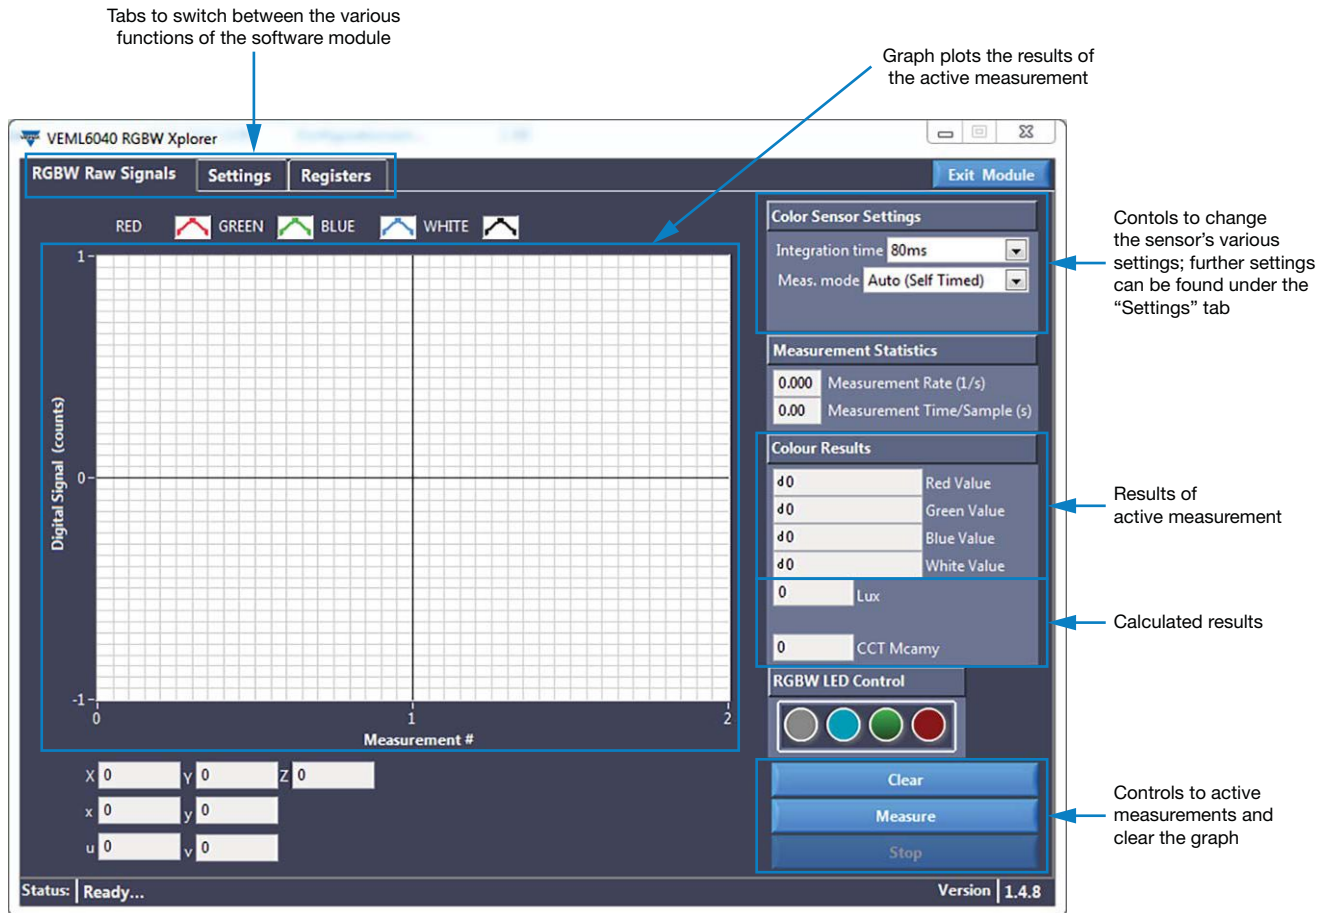 Tabs to switch between the various
functions of the software module
Graph plots the results of
the active measurement
VEML6040 RGBW Xplorer
RGBW Raw Signals
Settings
Registers
Exit Module
RED
GREEN
BLUE
WHITE
1
0
-1
Digital Signal (counts)
0
1
2
Measurement #
Color Sensor Settings
Integration time 80ms
Meas. mode Auto (Self Timed)
Contols to change
the sensor's various
settings; further settings
can be found under the
“Settings” tab
Measurement Statistics
0.000 Measurement Rate (1/s)
0.00 Measurement Time/Sample (s)
Colour Results
d 0 Red Value
d 0 Green Value
d 0 Blue Value
d 0 White Value
Results of
active measurement
0 Lux
0 CCT Mcamy
Calculated results
RGBW LED Control
X 0 Y 0 Z 0
x 0 y 0
u 0 v 0
Clear
Measure
Stop
Controls to active
measurements and
clear the graph
Status: Ready...
Version 1.4.8